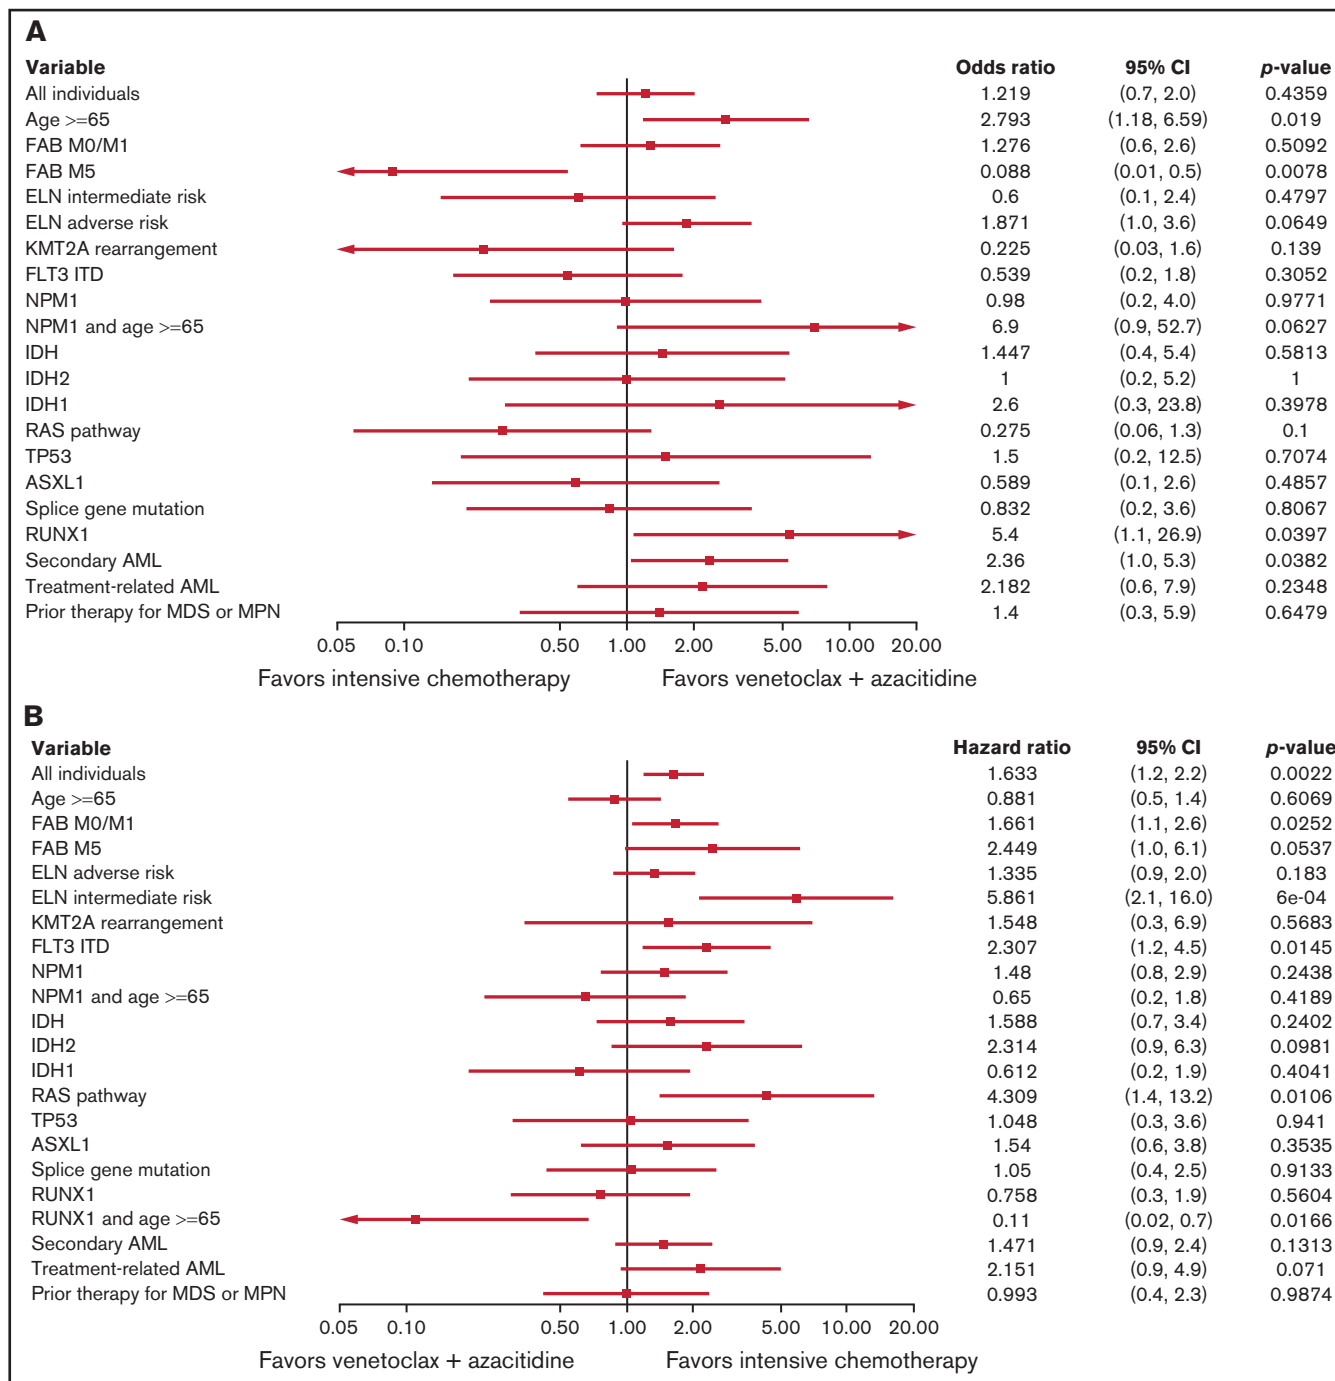 A
Variable Odds ratio 95% CI p-value
All individuals 1.219 (0.7, 2.0) 0.4359
Age >=65 2.793 (1.18, 6.59) 0.019
FAB M0/M1 1.276 (0.6, 2.6) 0.5092
FAB M5 0.088 (0.01, 0.5) 0.0078
ELN intermediate risk 0.6 (0.1, 2.4) 0.4797
ELN adverse risk 1.871 (1.0, 3.6) 0.0649
KMT2A rearrangement 0.225 (0.03, 1.6) 0.139
FLT3 ITD 0.539 (0.2, 1.8) 0.3052
NPM1 0.98 (0.2, 4.0) 0.9771
NPM1 and age >=65 6.9 (0.9, 52.7) 0.0627
IDH 1.447 (0.4, 5.4) 0.5813
IDH2 1 (0.2, 5.2) 1
IDH1 2.6 (0.3, 23.8) 0.3978
RAS pathway 0.275 (0.06, 1.3) 0.1
TP53 1.5 (0.2, 12.5) 0.7074
ASXL1 0.589 (0.1, 2.6) 0.4857
Splice gene mutation 0.832 (0.2, 3.6) 0.8067
RUNX1 5.4 (1.1, 26.9) 0.0397
Secondary AML 2.36 (1.0, 5.3) 0.0382
Treatment-related AML 2.182 (0.6, 7.9) 0.2348
Prior therapy for MDS or MPN 1.4 (0.3, 5.9) 0.6479
0.05 0.10 0.50 1.00 2.00 5.00 10.00 20.00
Favors intensive chemotherapy Favors venetoclax + azacitidine
B
Variable Hazard ratio 95% CI p-value
All individuals 1.633 (1.2, 2.2) 0.0022
Age >=65 0.881 (0.5, 1.4) 0.6069
FAB M0/M1 1.661 (1.1, 2.6) 0.0252
FAB M5 2.449 (1.0, 6.1) 0.0537
ELN adverse risk 1.335 (0.9, 2.0) 0.183
ELN intermediate risk 5.861 (2.1, 16.0) 6e-04
KMT2A rearrangement 1.548 (0.3, 6.9) 0.5683
FLT3 ITD 2.307 (1.2, 4.5) 0.0145
NPM1 1.48 (0.8, 2.9) 0.2438
NPM1 and age >=65 0.65 (0.2, 1.8) 0.4189
IDH 1.588 (0.7, 3.4) 0.2402
IDH2 2.314 (0.9, 6.3) 0.0981
IDH1 0.612 (0.2, 1.9) 0.4041
RAS pathway 4.309 (1.4, 13.2) 0.0106
TP53 1.048 (0.3, 3.6) 0.941
ASXL1 1.54 (0.6, 3.8) 0.3535
Splice gene mutation 1.05 (0.4, 2.5) 0.9133
RUNX1 0.758 (0.3, 1.9) 0.5604
RUNX1 and age >=65 0.11 (0.02, 0.7) 0.0166
Secondary AML 1.471 (0.9, 2.4) 0.1313
Treatment-related AML 2.151 (0.9, 4.9) 0.071
Prior therapy for MDS or MPN 0.993 (0.4, 2.3) 0.9874
0.05 0.10 0.50 1.00 2.00 5.00 10.00 20.00
Favors venetoclax + azacitidine Favors intensive chemotherapy